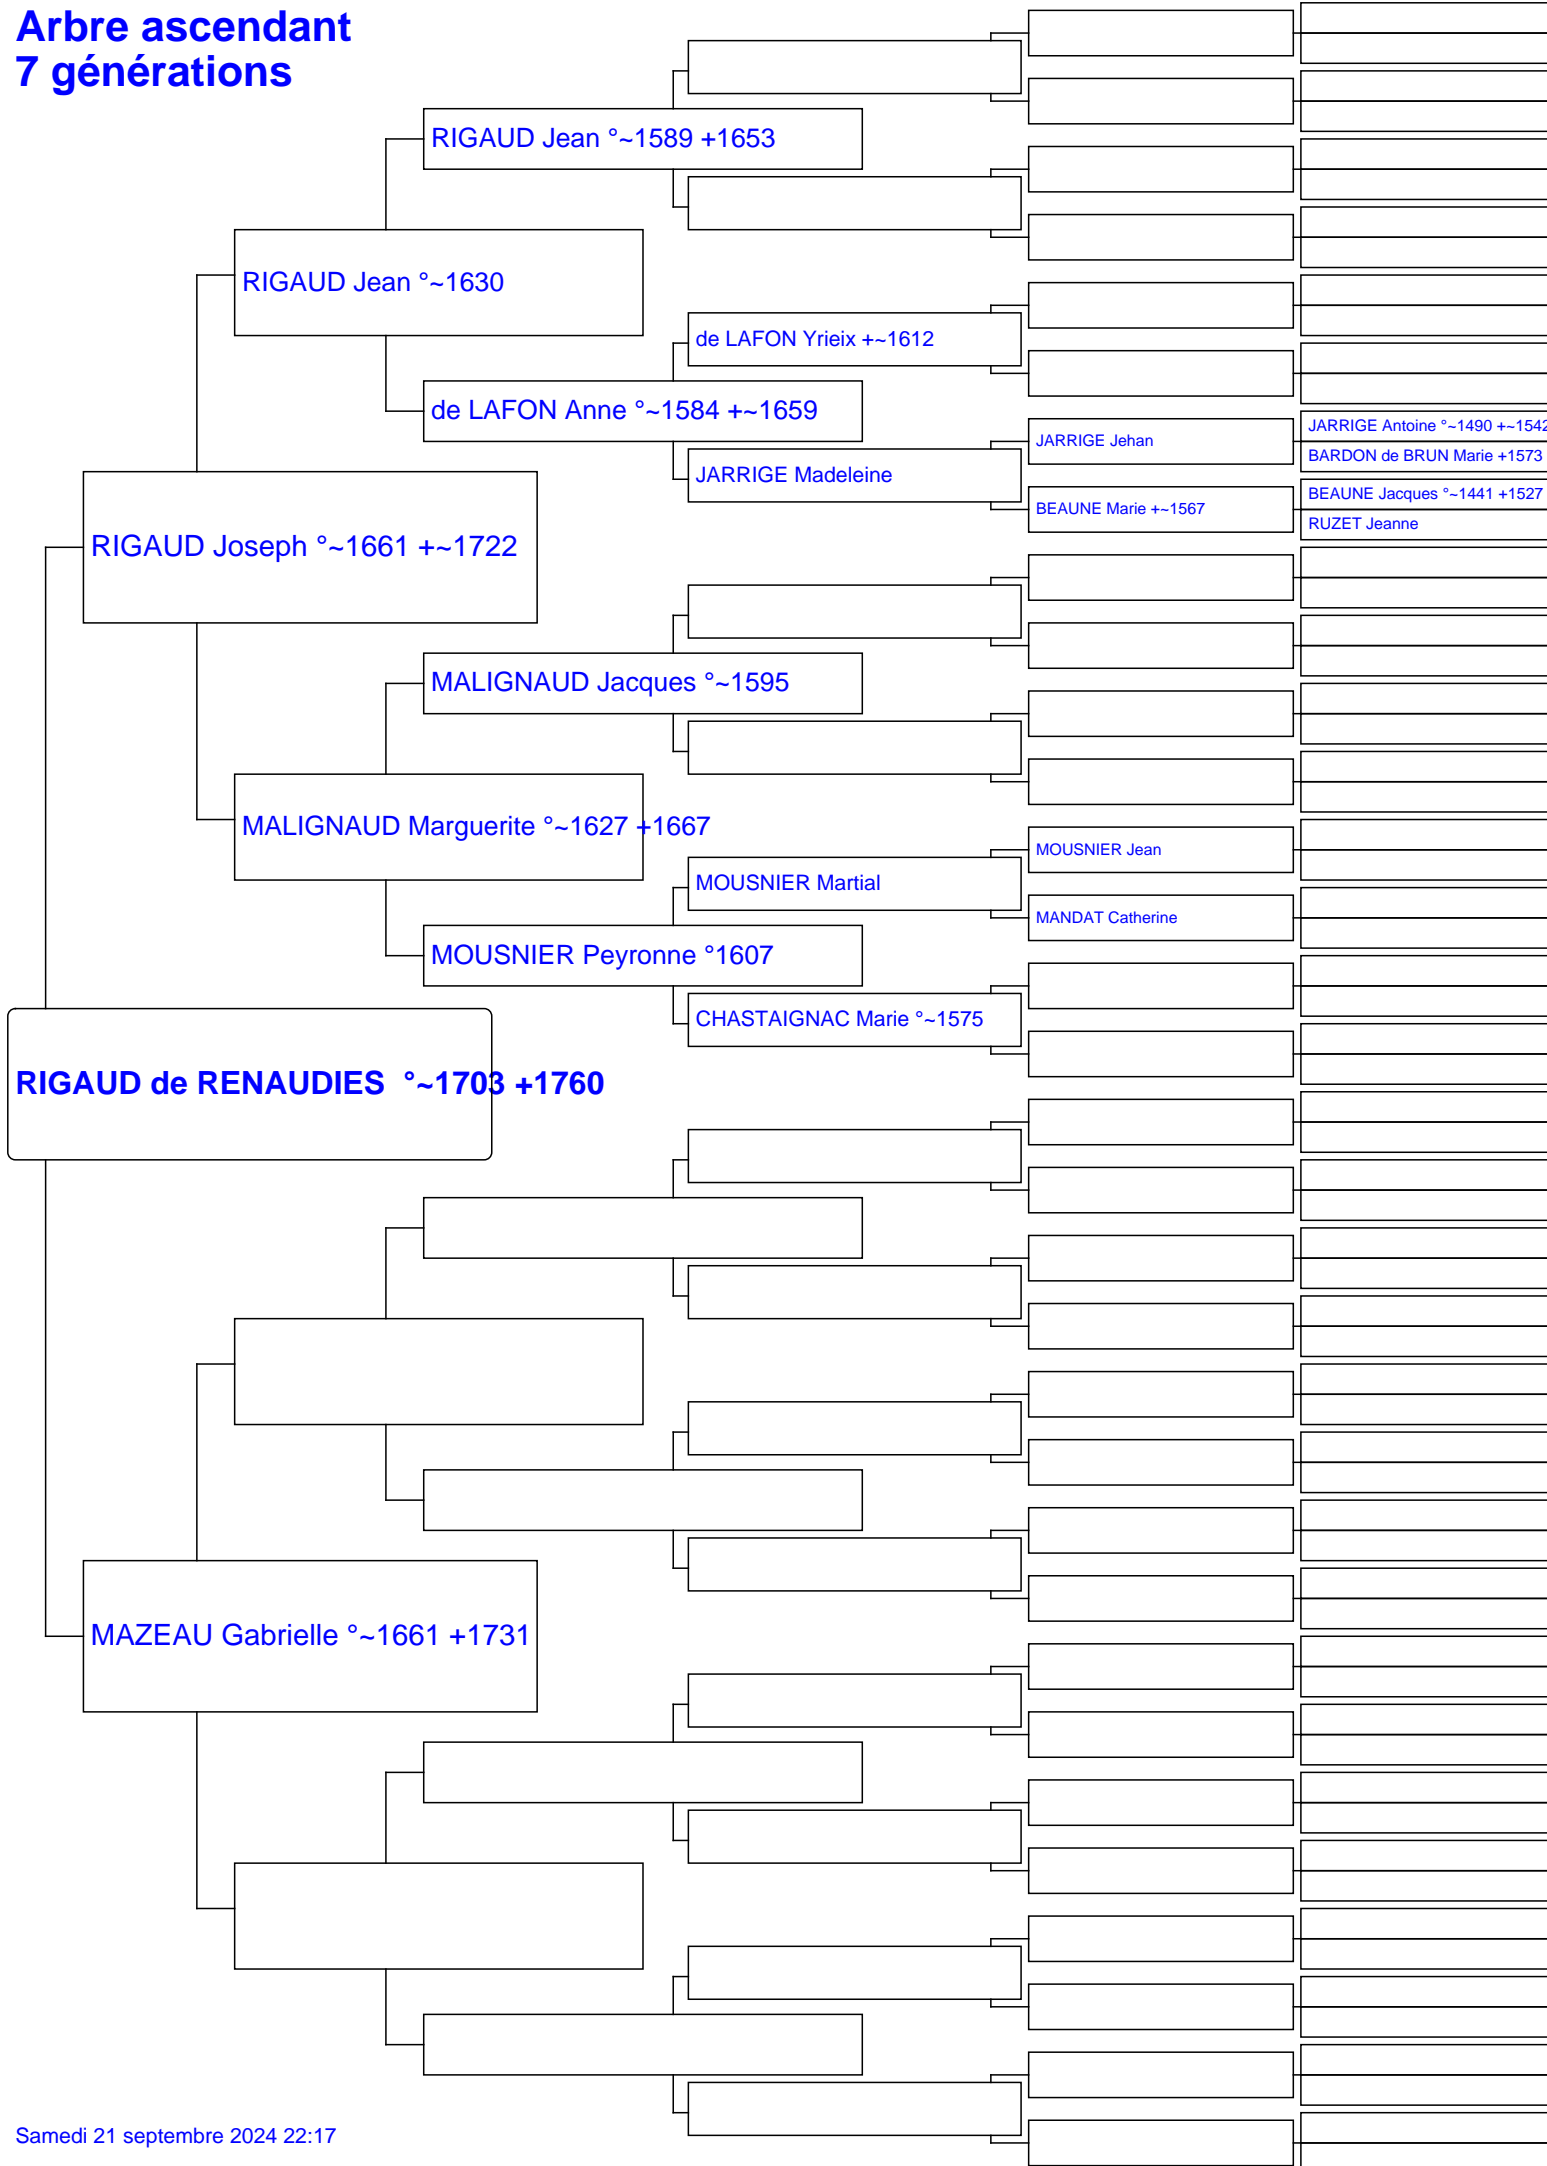 Arbre ascendant
7 générations
RIGAUD Jean °~1589 +1653
RIGAUD Jean °~1630
de LAFON Yrieix +~1612
de LAFON Anne °~1584 +~1659
JARRIGE Antoine °~1490 +~1542
JARRIGE Jehan
BARDON de BRUN Marie +1573
JARRIGE Madeleine
BEAUNE Jacques °~1441 +1527
BEAUNE Marie +~1567
RUZET Jeanne
RIGAUD Joseph °~1661 +~1722
MALIGNAUD Jacques °~1595
MALIGNAUD Marguerite °~1627 +1667
MOUSNIER Jean
MOUSNIER Martial
MANDAT Catherine
MOUSNIER Peyronne °1607
CHASTAIGNAC Marie °~1575
RIGAUD de RENAUDIES °~1703 +1760
MAZEAU Gabrielle °~1661 +1731
Samedi 21 septembre 2024 22:17